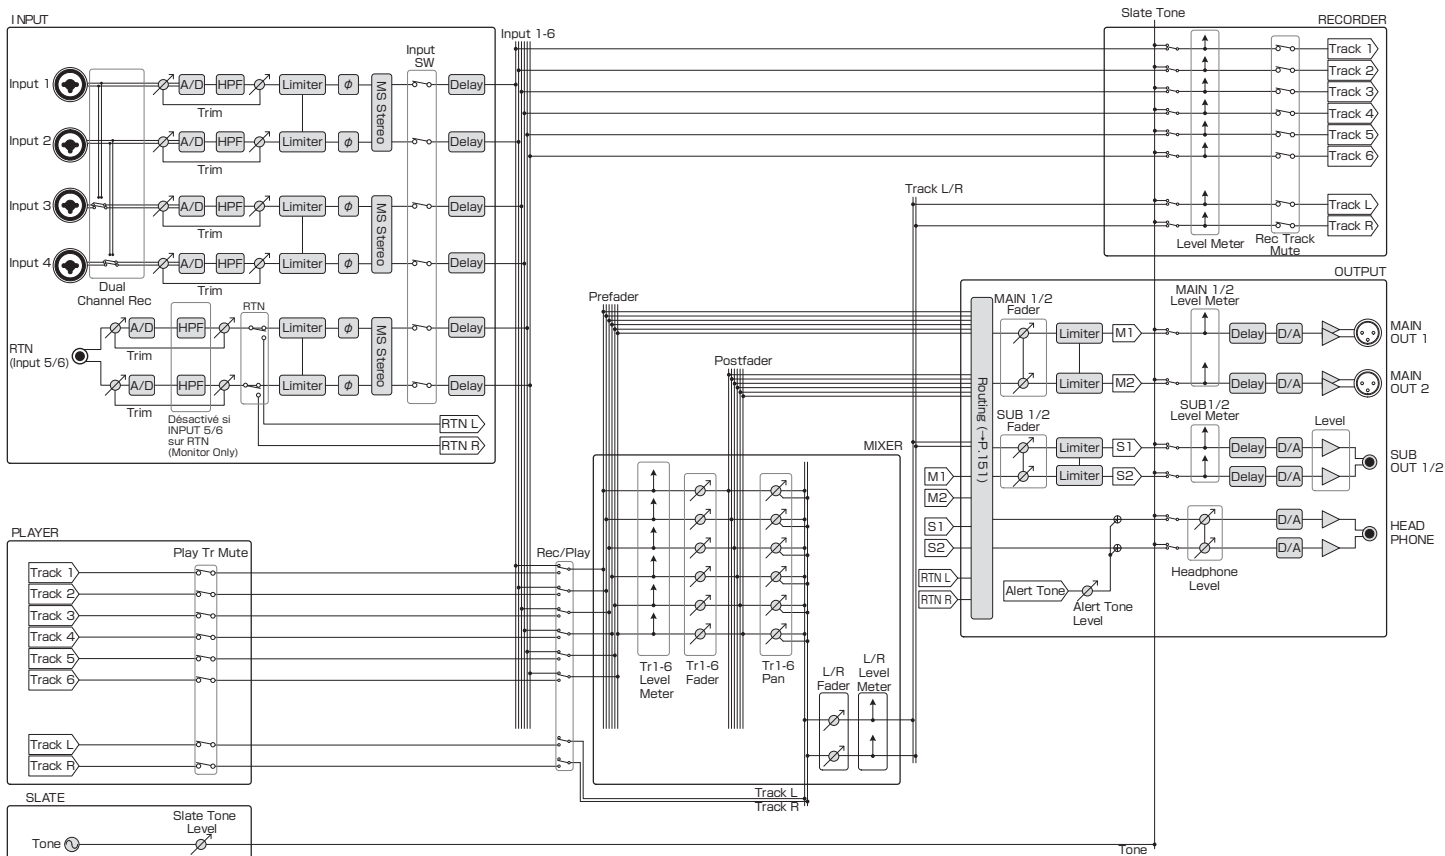 INPUT
Input 1
Input 2
Input 3
Input 4
RTN
(Input 5/6)
Dual
Channel Rec
A/D
HPF
Limiter
φ
MS Stereo
Delay
Trim
A/D
HPF
Limiter
φ
Delay
Trim
A/D
HPF
Limiter
φ
MS Stereo
Delay
Trim
A/D
HPF
Limiter
φ
Delay
Trim
A/D
HPF
RTN
Limiter
φ
MS Stereo
Delay
Trim
A/D
HPF
Limiter
φ
Delay
Trim
Input
SW
Désactivé si
INPUT 5/6
sur RTN
(Monitor Only)
RTN L
RTN R
Input 1-6
PLAYER
Play Tr Mute
Track 1
Track 2
Track 3
Track 4
Track 5
Track 6
Track L
Track R
Rec/Play
SLATE
Slate Tone
Level
Tone
Tone
MIXER
Prefader
Postfader
Tr1-6
Level
Meter
Tr1-6
Fader
Tr1-6
Pan
L/R
Fader
L/R
Level
Meter
Track L
Track R
Track L/R
Slate Tone
RECORDER
Track 1
Track 2
Track 3
Track 4
Track 5
Track 6
Track L
Track R
Level Meter
Rec Track
Mute
OUTPUT
Routing (→P.151)
M1
M2
S1
S2
RTN L
RTN R
MAIN 1/2
Fader
Limiter
M1
Limiter
M2
MAIN 1/2
Level Meter
Delay
D/A
Delay
D/A
MAIN
OUT 1
MAIN
OUT 2
SUB 1/2
Fader
Limiter
S1
Limiter
S2
SUB1/2
Level Meter
Delay
D/A
Delay
D/A
Level
SUB
OUT 1/2
D/A
D/A
HEAD
PHONE
Headphone
Level
Alert Tone
Alert Tone
Level